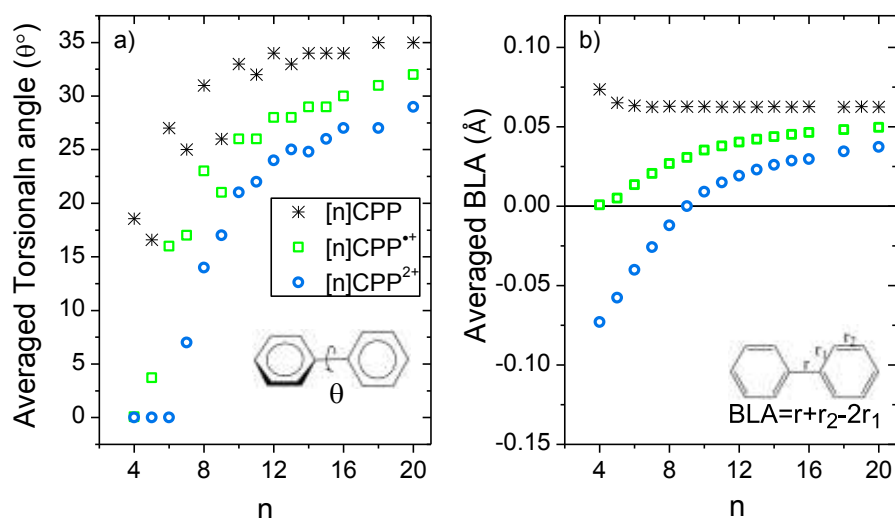 a)
Averaged Torsionaln angle (θ°)
35
30
25
20
15
10
5
0
[n]CPP
[n]CPP•+
[n]CPP2+
θ
4 8 12 16 20
n
b)
Averaged BLA (Å)
0.10
0.05
0.00
-0.05
-0.10
-0.15
r r1 r2
BLA=r+r2-2r1
4 8 12 16 20
n